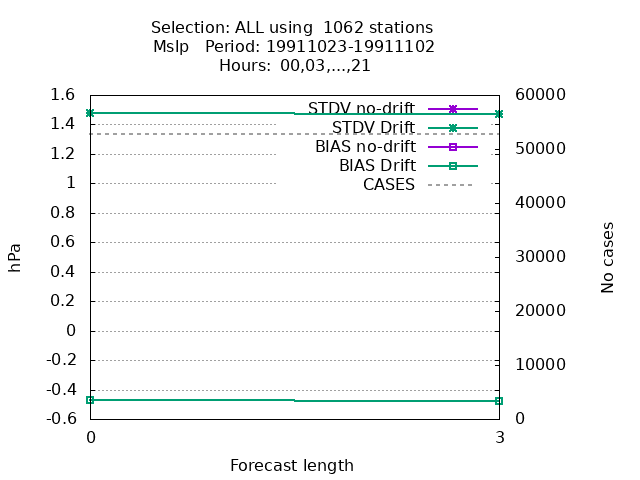 Selection: ALL using  1062 stations
Mslp   Period: 19911023-19911102
Hours:  00,03,...,21
STDV no-drift
STDV Drift
BIAS no-drift
BIAS Drift
CASES
1.6
1.4
1.2
1
0.8
0.6
0.4
0.2
0
-0.2
-0.4
-0.6
hPa
60000
50000
40000
30000
20000
10000
0
No cases
0
3
Forecast length